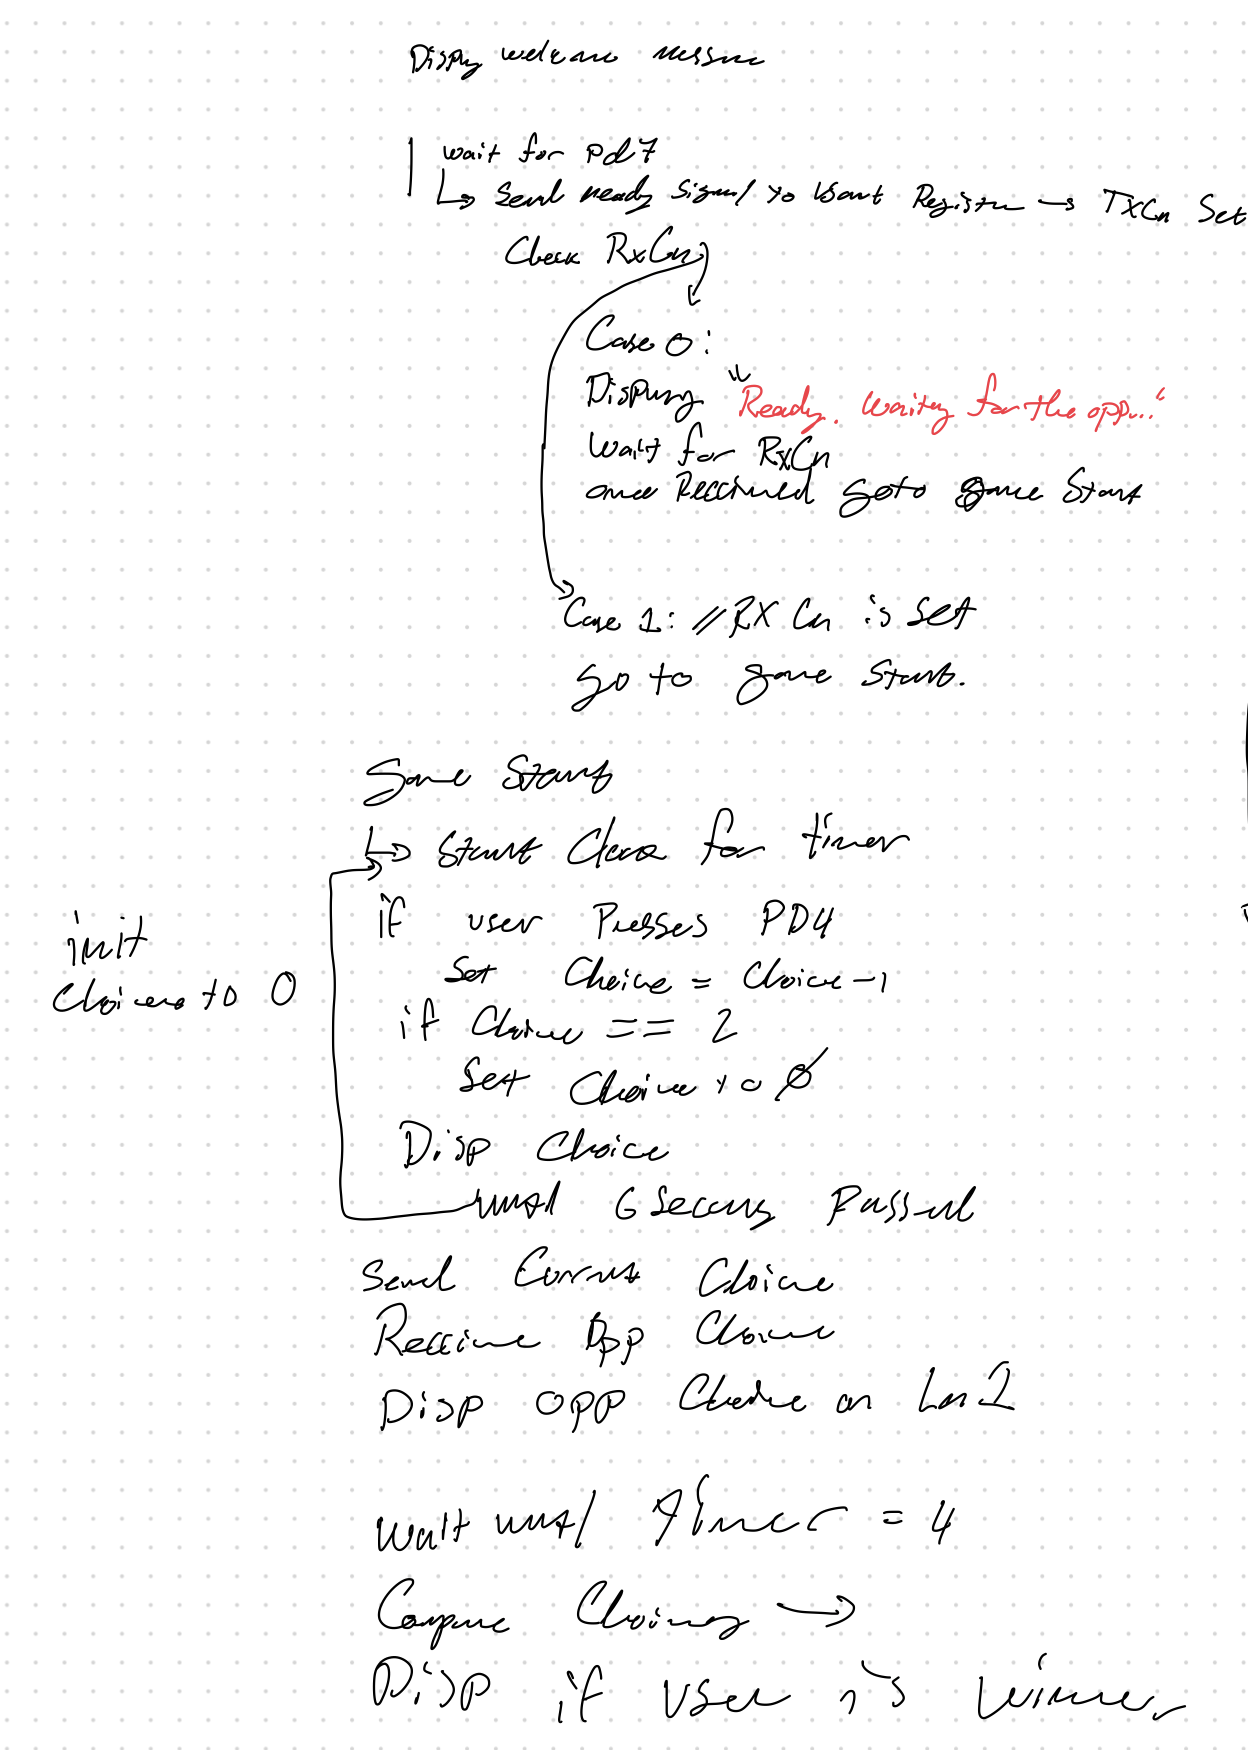 Display welcome message
wait for Pd7
↳ Send ready Signal to Usart Register → TXCn Set
Check RxCn
Case 0:
Display "Ready. Waiting for the opp..."
Wait for RxCn
once Received goto game Start
Case 1: // RX Cn is Set
go to game Start.
Game Start
↳ Start Clock for timer
if user Presses PD4
Set Choice = Choice -1
init
Choices to 0
if Choice == 2
Set Choice to 0
Disp Choice
until 6 Seconds Passed
Send Current Choice
Receive Opp Choice
Disp opp Choice on Ln 2
Wait until Timer = 4
Compare Choices →
Disp if user is winner